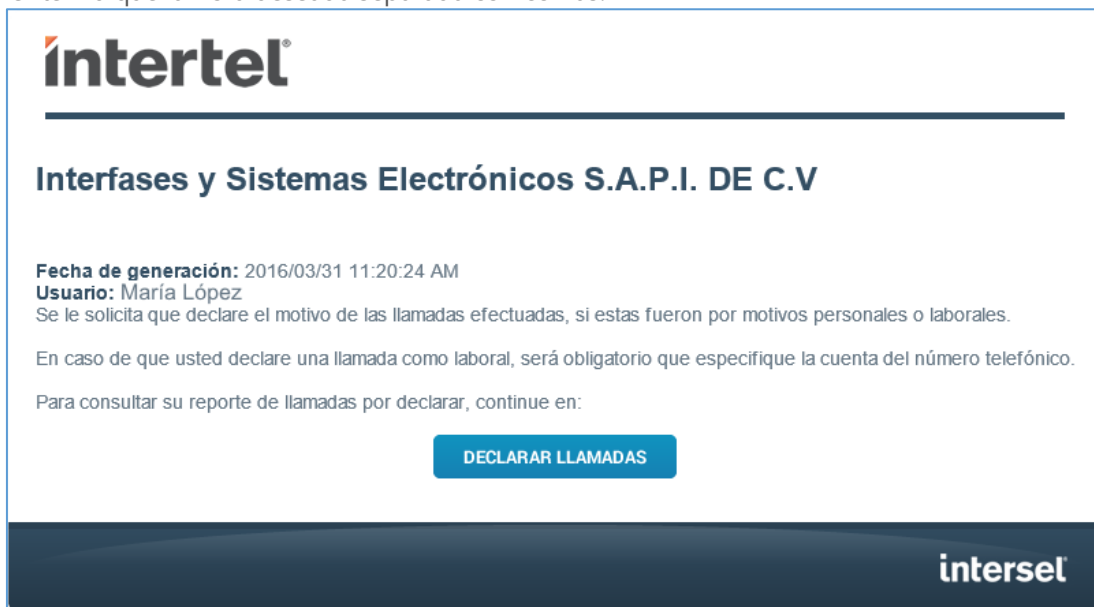 intertel®
Interfases y Sistemas Electrónicos S.A.P.I. DE C.V
Fecha de generación: 2016/03/31 11:20:24 AM
Usuario: María López
Se le solicita que declare el motivo de las llamadas efectuadas, si estas fueron por motivos personales o laborales.
En caso de que usted declare una llamada como laboral, será obligatorio que especifique la cuenta del número telefónico.
Para consultar su reporte de llamadas por declarar, continue en:
DECLARAR LLAMADAS
intersel